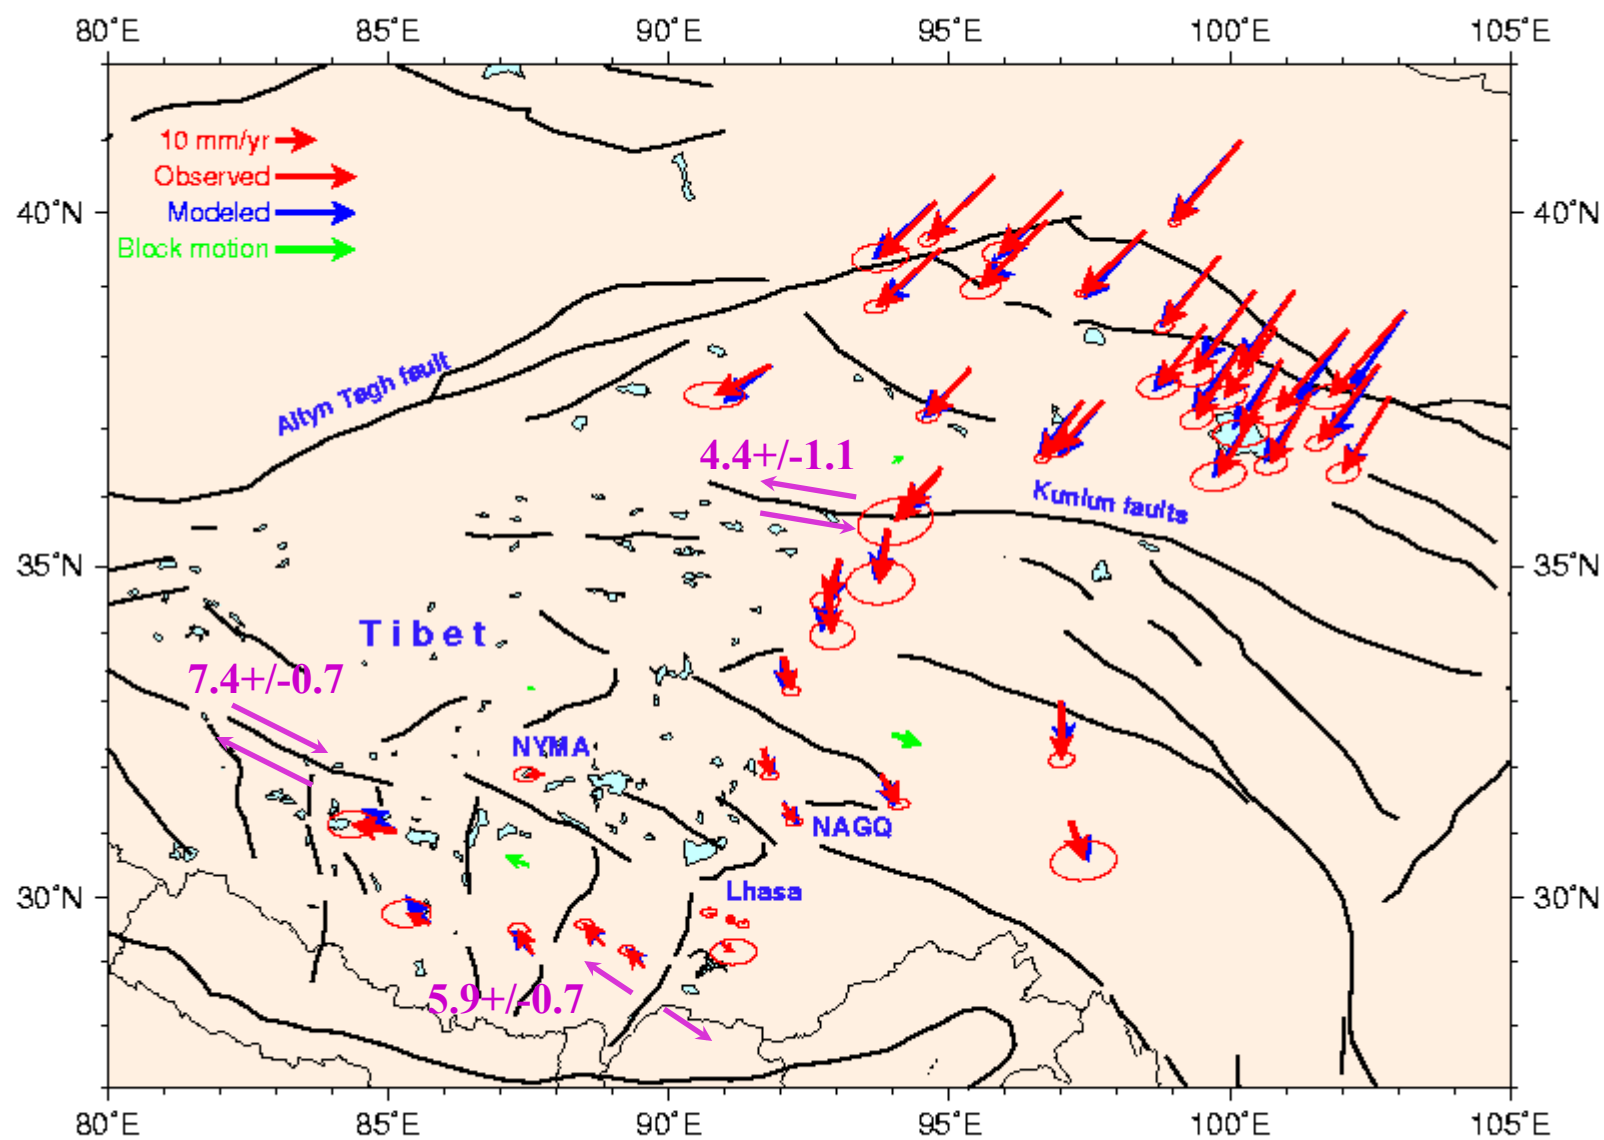 80°E 85°E 90°E 95°E 100°E 105°E
10 mm/yr
Observed
Modeled
Block motion
40°N 40°N
Altyn Tagh fault
4.4+/-1.1
Kunlun faults
35°N 35°N
Tibet
7.4+/-0.7
NYMA
NAGQ
Lhasa
30°N 30°N
5.9+/-0.7
80°E 85°E 90°E 95°E 100°E 105°E